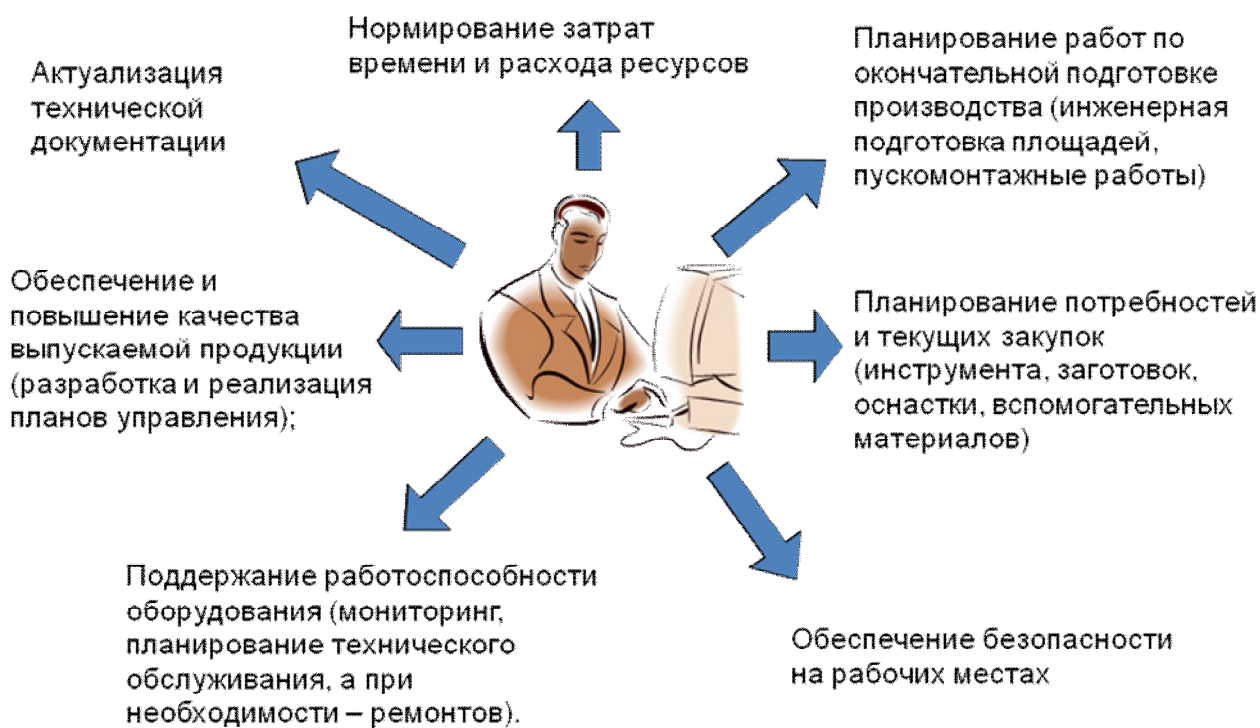 Нормирование затрат
времени и расхода ресурсов
Актуализация
технической
документации
Планирование работ по
окончательной подготовке
производства (инженерная
подготовка площадей,
пускомонтажные работы)
Обеспечение и
повышение качества
выпускаемой продукции
(разработка и реализация
планов управления);
Планирование потребностей
и текущих закупок
(инструмента, заготовок,
оснастки, вспомогательных
материалов)
Поддержание работоспособности
оборудования (мониторинг,
планирование технического
обслуживания, а при
необходимости – ремонтов).
Обеспечение безопасности
на рабочих местах